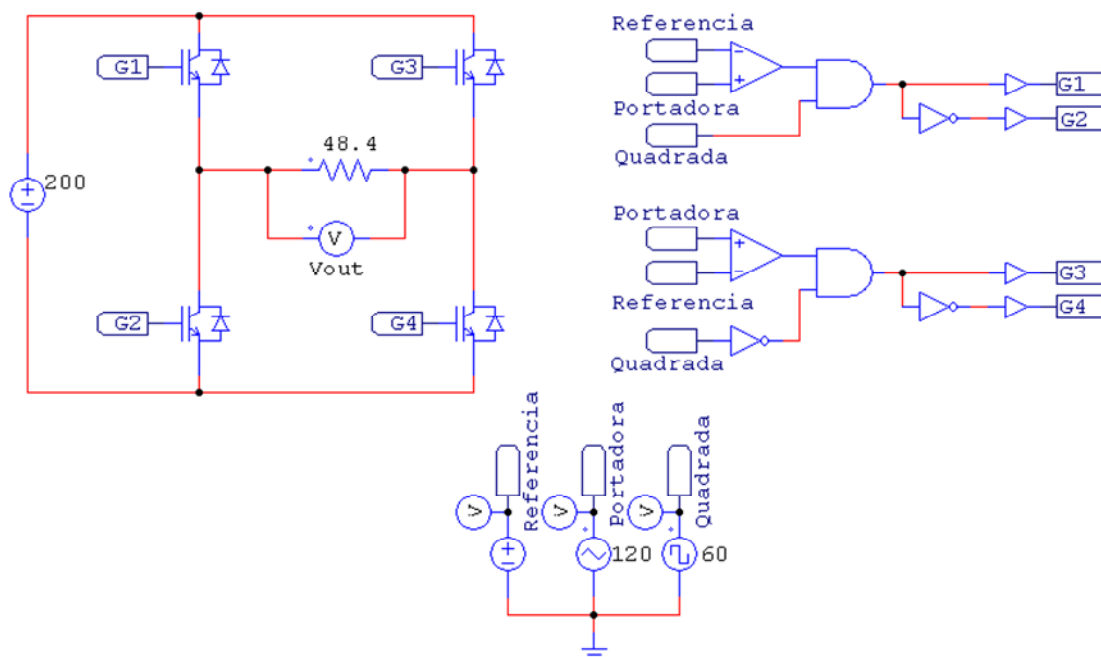 G1
G3
200
48.4
V
Vout
G2
G4
Referencia
Portadora
Quadrada
G1
G2
Portadora
Referencia
Quadrada
G3
G4
V
Referencia
V
Portadora
120
V
Quadrada
60